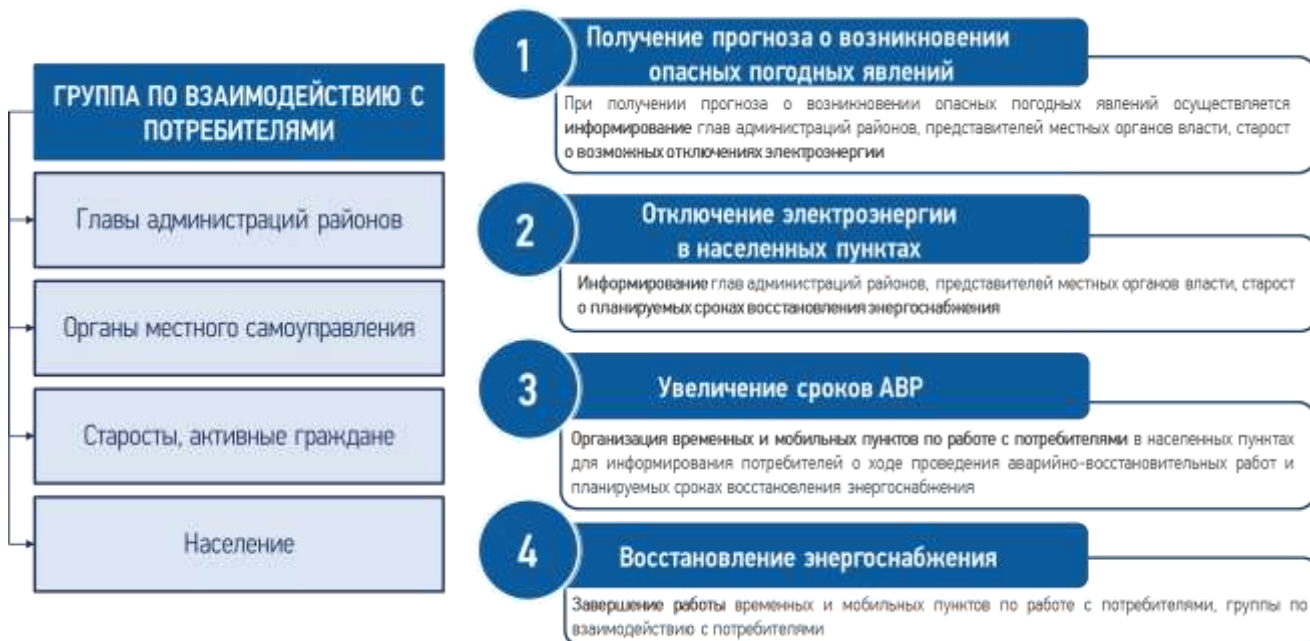 ГРУППА ПО ВЗАИМОДЕЙСТВИЮ С
ПОТРЕБИТЕЛЯМИ
Главы администраций районов
Органы местного самоуправления
Старосты, активные граждане
Население
1
Получение прогноза о возникновении
опасных погодных явлений
При получении прогноза о возникновении опасных погодных явлений осуществляется
информирование глав администраций районов, представителей местных органов власти, старост
о возможных отключениях электроэнергии
2
Отключение электроэнергии
в населенных пунктах
Информирование глав администраций районов, представителей местных органов власти, старост
о планируемых сроках восстановления энергоснабжения
3
Увеличение сроков АВР
Организация временных и мобильных пунктов по работе с потребителями в населенных пунктах
для информирования потребителей о ходе проведения аварийно-восстановительных работ и
планируемых сроках восстановления энергоснабжения
4
Восстановление энергоснабжения
Завершение работы временных и мобильных пунктов по работе с потребителями, группы по
взаимодействию с потребителями